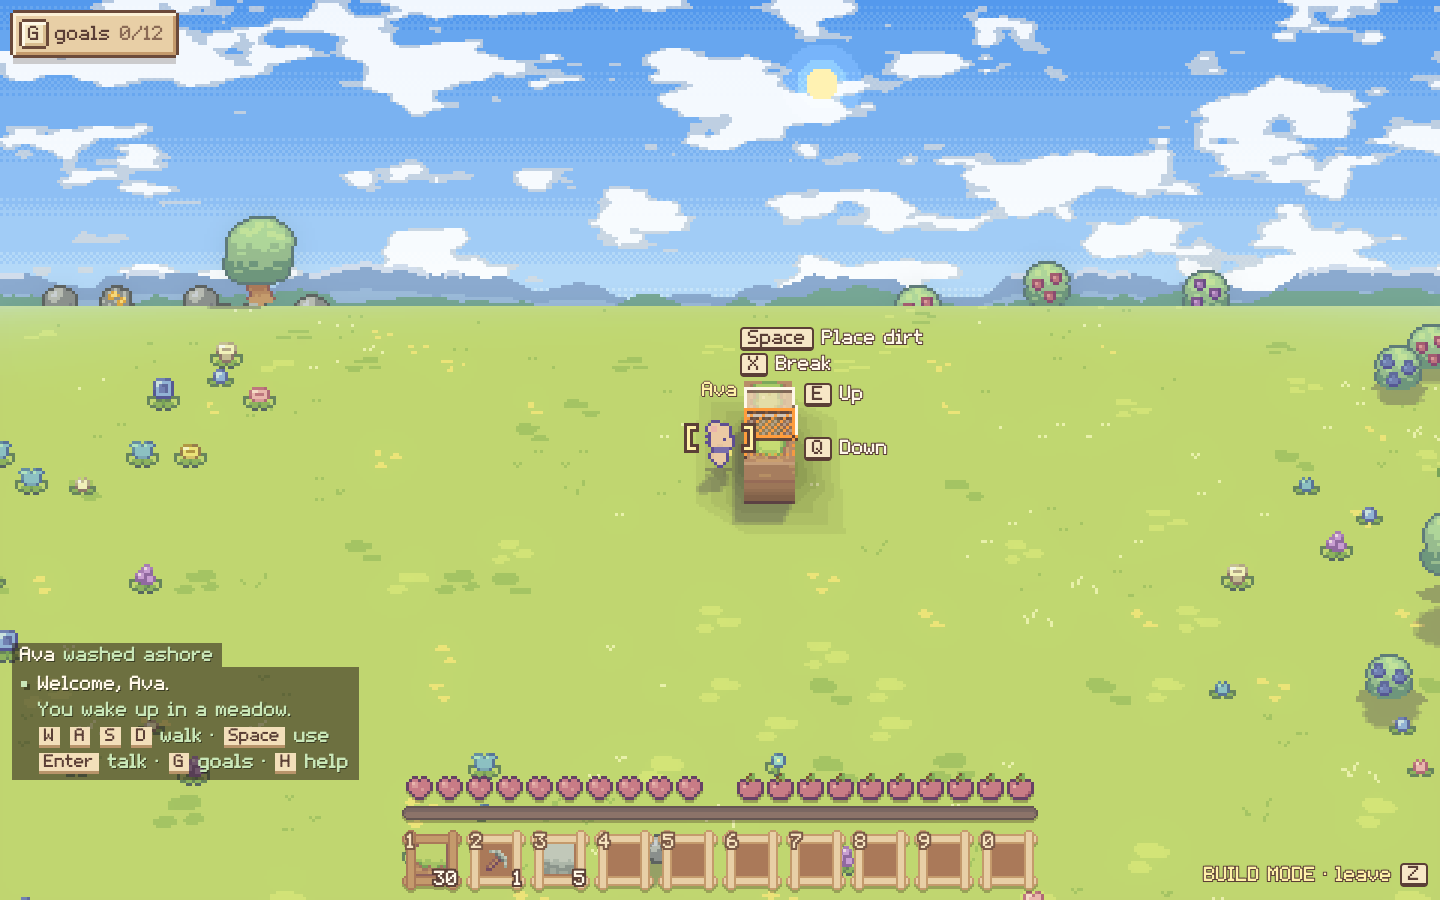 G goals 0/12
Space Place dirt
X Break
Ava
E Up
Q Down
Ava washed ashore
Welcome, Ava.
You wake up in a meadow.
W A S D walk · Space use
Enter talk · G goals · H help
1 2 3 4 5 6 7 8 9 0
30 1 5
BUILD MODE · leave Z